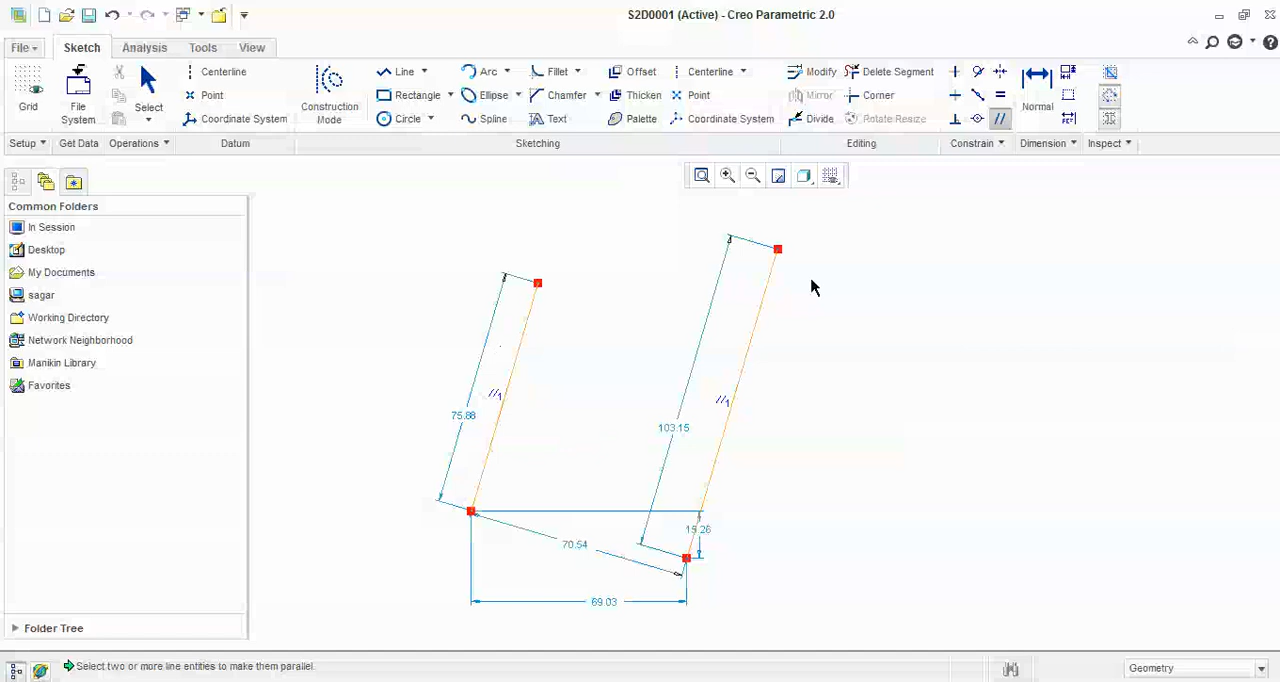 S2D0001 (Active) - Creo Parametric 2.0
File Sketch Analysis Tools View
Centerline Line Arc Fillet Offset Centerline Modify Delete Segment
Point Rectangle Ellipse Chamfer Thicken Point Mirror Corner
Grid File System Select Construction Mode Normal
Coordinate System Circle Spline Text Palette Coordinate System Divide Rotate Resize
Setup Get Data Operations Datum Sketching Editing Constrain Dimension Inspect
Common Folders
In Session
Desktop
My Documents
sagar
Working Directory
Network Neighborhood
Manikin Library
Favorites
//1
//1
75.88
103.15
15.26
70.54
69.03
Folder Tree
Select two or more line entities to make them parallel.
Geometry